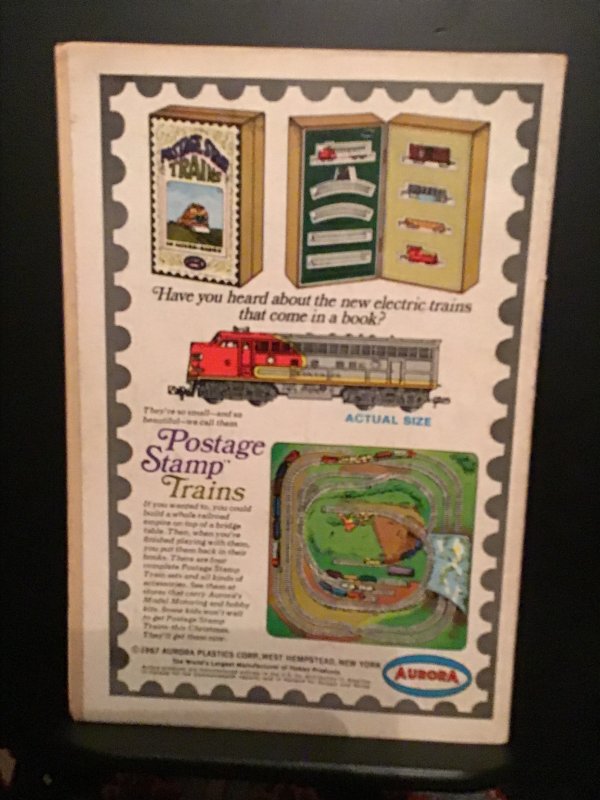 POSTAGE STAMP
TRAINS
Have you heard about the new electric trains
that come in a book?
ACTUAL SIZE
They're so small—and so
beautiful—we call them
Postage
Stamp™
Trains
If you wanted to, you could
build a whole railroad
empire on top of a bridge
table. Then, when you're
finished playing with them,
you put them back in their
books. There are four
complete Postage Stamp
Train sets and all kinds of
accessories. See them at
stores that carry Aurora's
Model Motoring and hobby
kits. Some kids won't wait
to get Postage Stamp
Trains this Christmas.
They'll get them now.
©1967 AURORA PLASTICS CORP., WEST HEMPSTEAD, NEW YORK
The World's Largest Manufacturer of Hobby Products
AURORA